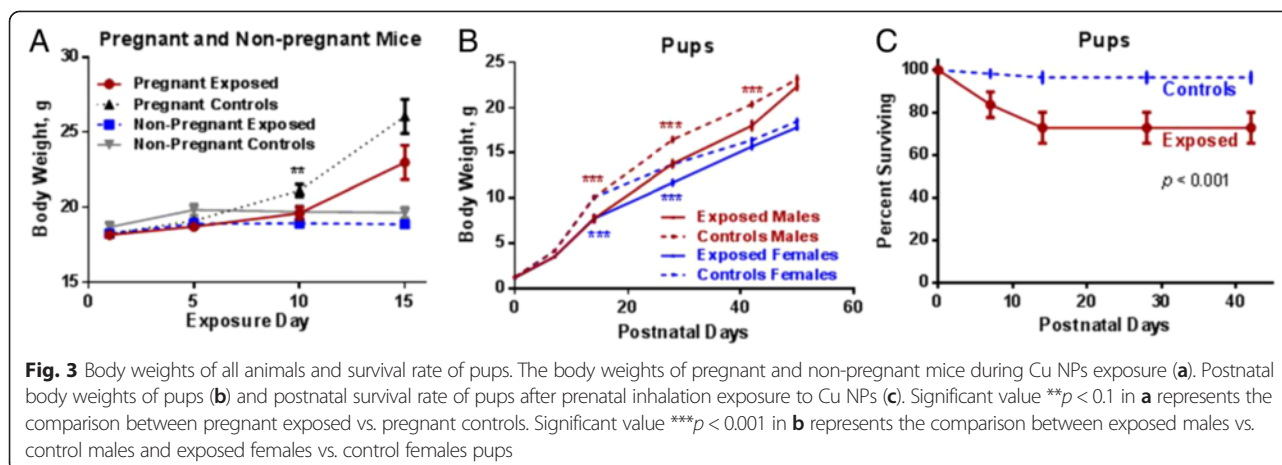 A Pregnant and Non-pregnant Mice
30
25
20
15
Body Weight, g
Pregnant Exposed
Pregnant Controls
Non-Pregnant Exposed
Non-Pregnant Controls
**
0 5 10 15
Exposure Day
B Pups
25
20
15
10
5
0
Body Weight, g
***
***
***
***
***
Exposed Males
Controls Males
Exposed Females
Controls Females
0 20 40 60
Postnatal Days
C Pups
100
80
60
40
20
0
Percent Surviving
Controls
Exposed
p < 0.001
0 10 20 30 40
Postnatal Days
Fig. 3 Body weights of all animals and survival rate of pups. The body weights of pregnant and non-pregnant mice during Cu NPs exposure (a). Postnatal
body weights of pups (b) and postnatal survival rate of pups after prenatal inhalation exposure to Cu NPs (c). Significant value **p < 0.1 in a represents the
comparison between pregnant exposed vs. pregnant controls. Significant value ***p < 0.001 in b represents the comparison between exposed males vs.
control males and exposed females vs. control females pups